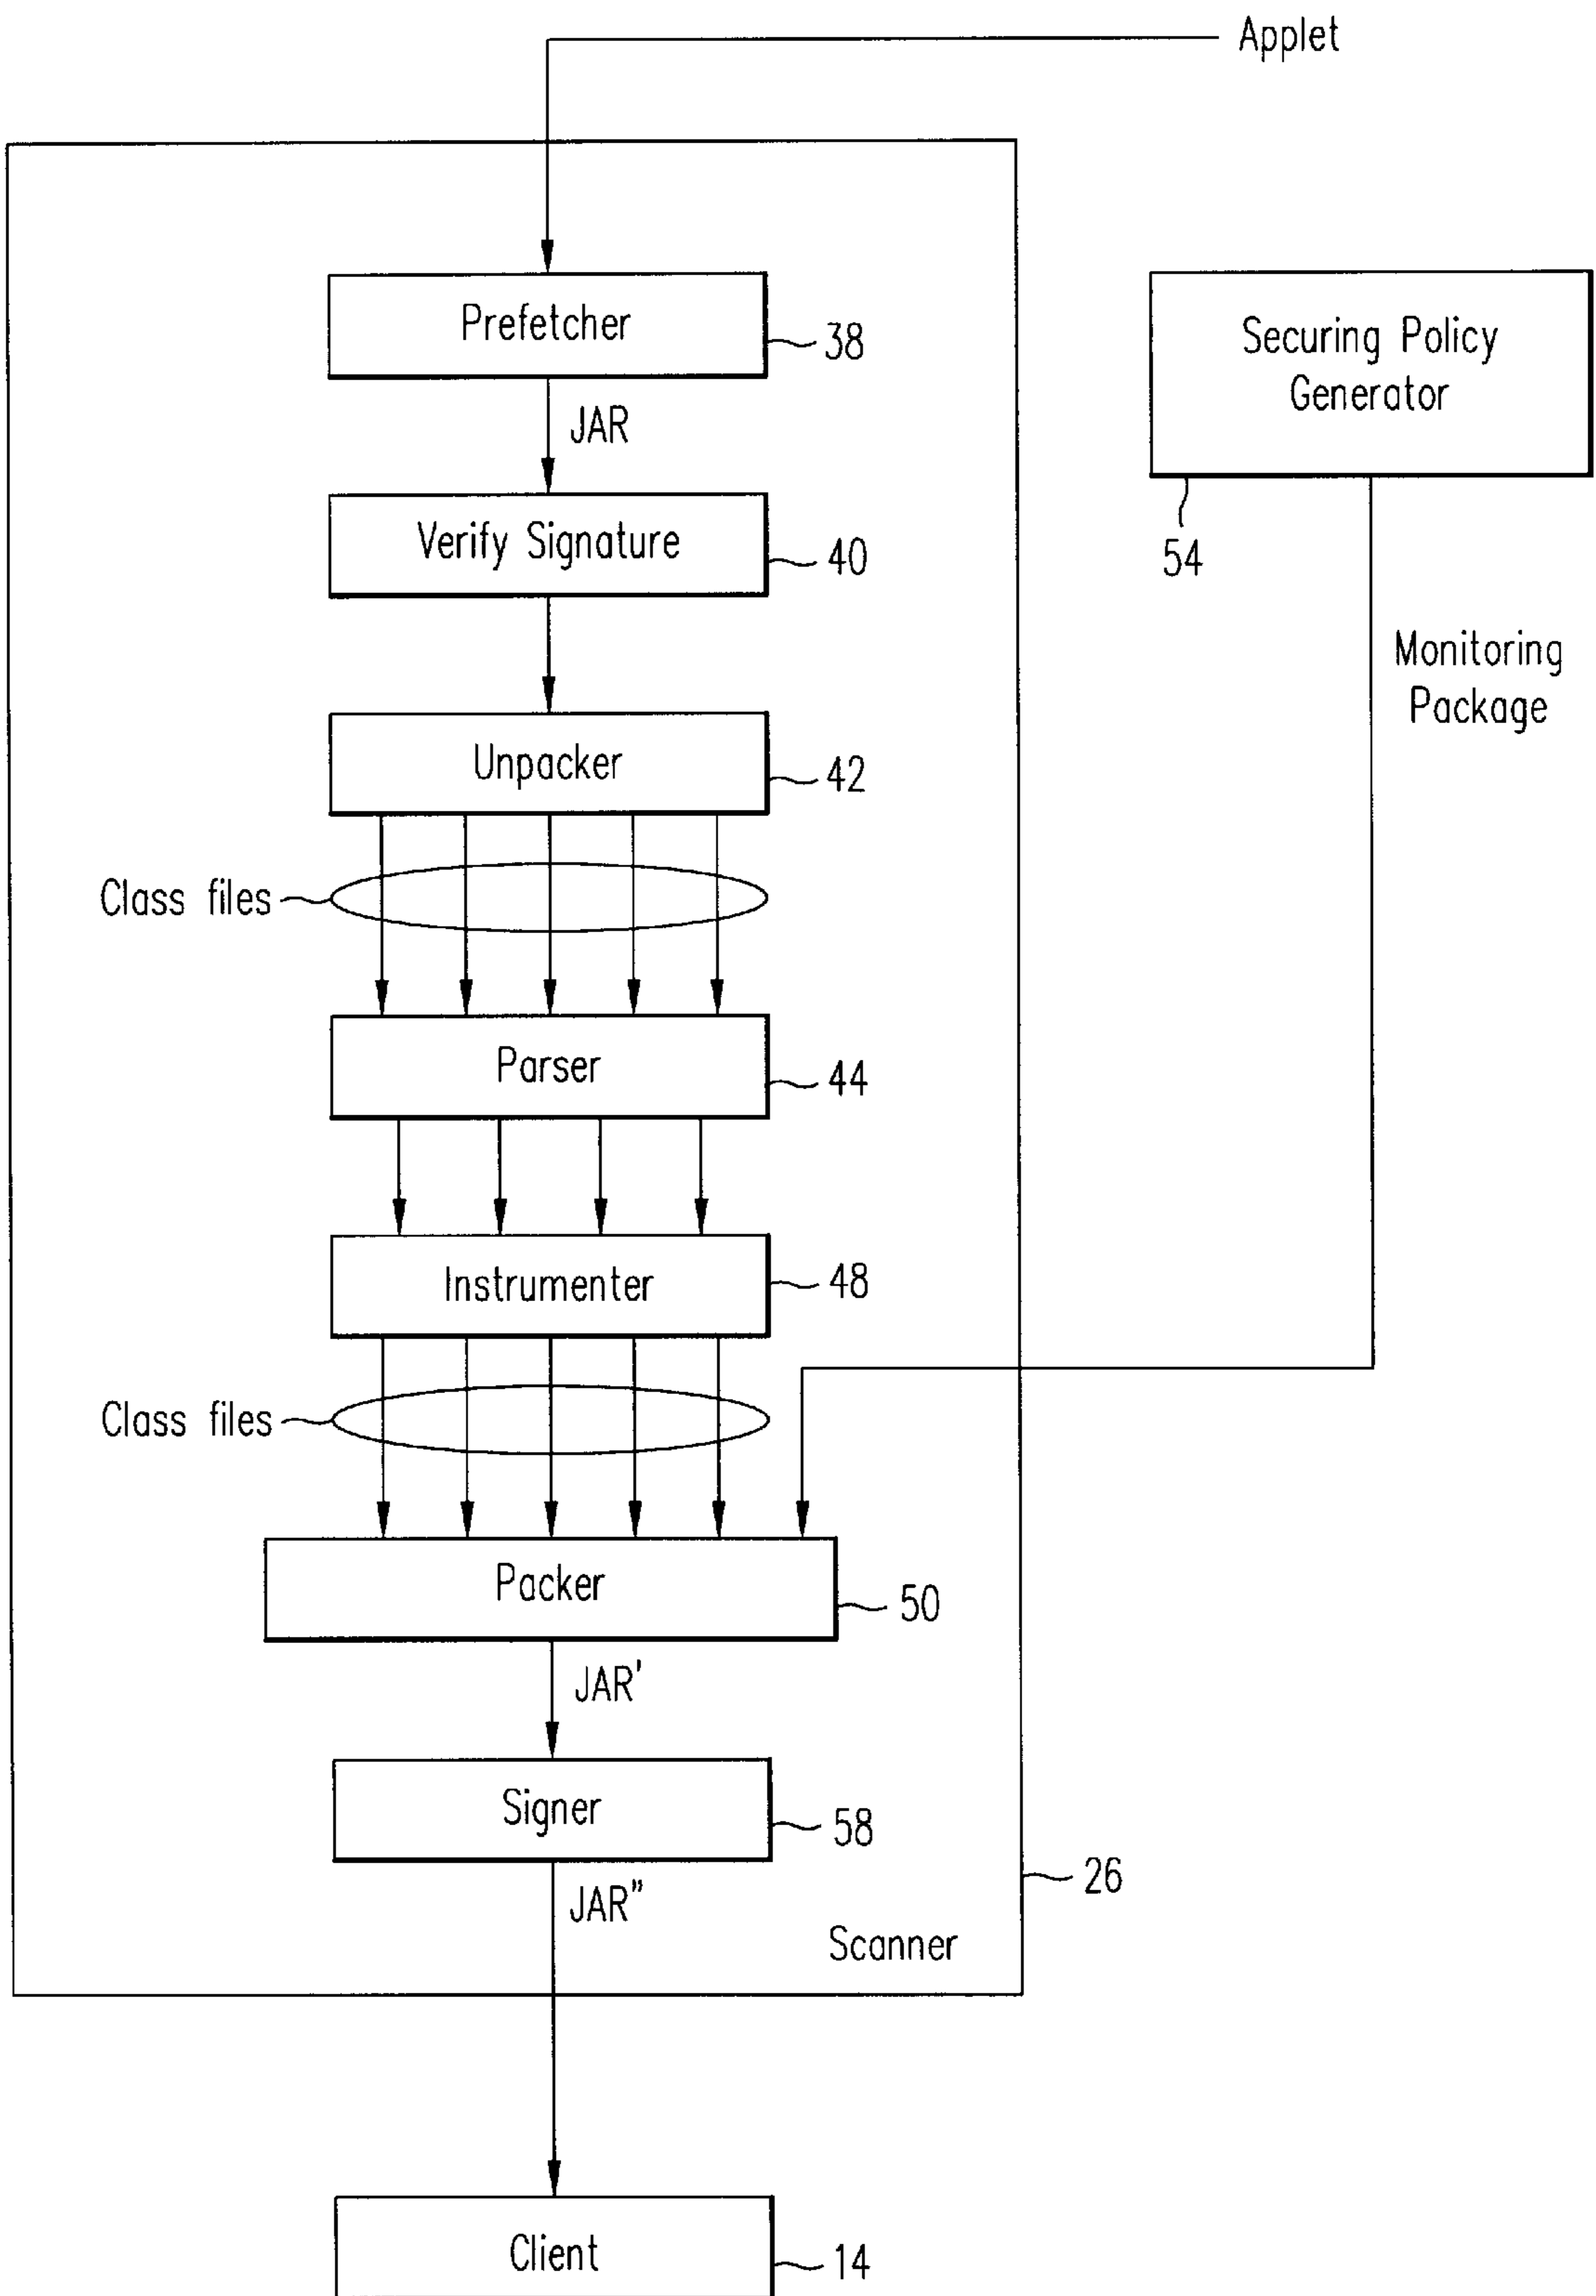 Applet
Prefetcher
38
Securing Policy
Generator
54
JAR
Verify Signature
40
Monitoring
Package
Unpacker
42
Class files
Parser
44
Instrumenter
48
Class files
Packer
50
JAR'
Signer
58
JAR"
26
Scanner
Client
14